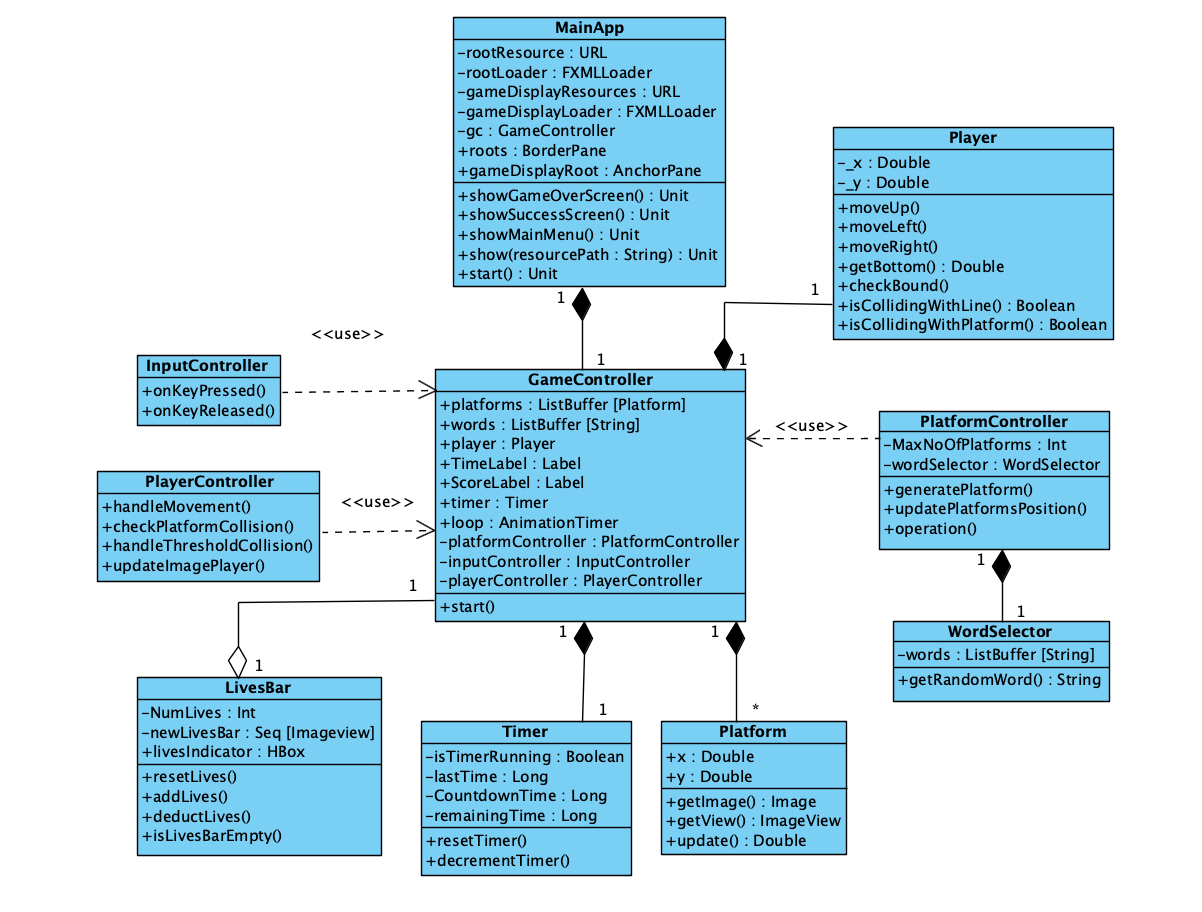 MainApp
-rootResource : URL
-rootLoader : FXMLLoader
-gameDisplayResources : URL
-gameDisplayLoader : FXMLLoader
-gc : GameController
+roots : BorderPane
+gameDisplayRoot : AnchorPane
+showGameOverScreen() : Unit
+showSuccessScreen() : Unit
+showMainMenu() : Unit
+show(resourcePath : String) : Unit
+start() : Unit
Player
-_x : Double
-_y : Double
+moveUp()
+moveLeft()
+moveRight()
+getBottom() : Double
+checkBound()
+isCollidingWithLine() : Boolean
+isCollidingWithPlatform() : Boolean
1
1
1
1
<<use>>
InputController
+onKeyPressed()
+onKeyReleased()
GameController
+platforms : ListBuffer [Platform]
+words : ListBuffer [String]
+player : Player
+TimeLabel : Label
+ScoreLabel : Label
+timer : Timer
+loop : AnimationTimer
-platformController : PlatformController
-inputController : InputController
-playerController : PlayerController
+start()
<<use>>
PlatformController
-MaxNoOfPlatforms : Int
-wordSelector : WordSelector
+generatePlatform()
+updatePlatformsPosition()
+operation()
PlayerController
+handleMovement()
+checkPlatformCollision()
+handleThresholdCollision()
+updateImagePlayer()
<<use>>
1
1
1
1
WordSelector
-words : ListBuffer [String]
+getRandomWord() : String
1
1
LivesBar
-NumLives : Int
-newLivesBar : Seq [Imageview]
+livesIndicator : HBox
+resetLives()
+addLives()
+deductLives()
+isLivesBarEmpty()
1
*
Timer
-isTimerRunning : Boolean
-lastTime : Long
-CountdownTime : Long
-remainingTime : Long
+resetTimer()
+decrementTimer()
Platform
+x : Double
+y : Double
+getImage() : Image
+getView() : ImageView
+update() : Double